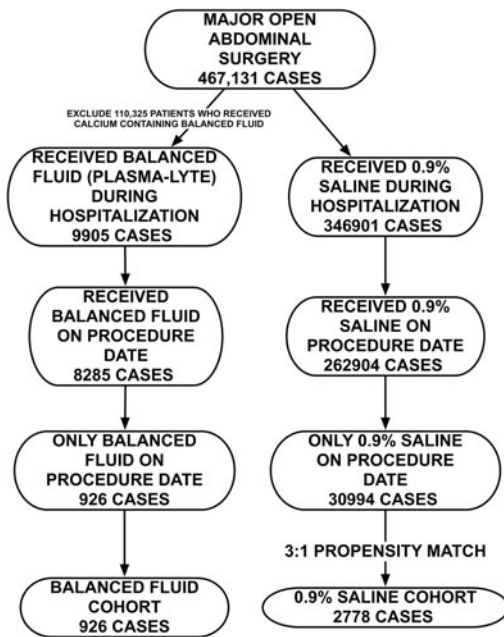 MAJOR OPEN
ABDOMINAL
SURGERY
467,131 CASES
EXCLUDE 110,325 PATIENTS WHO RECEIVED
CALCIUM CONTAINING BALANCED FLUID
RECEIVED BALANCED
FLUID (PLASMA-LYTE)
DURING
HOSPITALIZATION
9905 CASES
RECEIVED 0.9%
SALINE DURING
HOSPITALIZATION
346901 CASES
RECEIVED
BALANCED FLUID
ON PROCEDURE
DATE
8285 CASES
RECEIVED 0.9%
SALINE ON
PROCEDURE DATE
262904 CASES
ONLY BALANCED
FLUID ON
PROCEDURE DATE
926 CASES
ONLY 0.9% SALINE
ON PROCEDURE
DATE
30994 CASES
3:1 PROPENSITY MATCH
BALANCED FLUID
COHORT
926 CASES
0.9% SALINE COHORT
2778 CASES